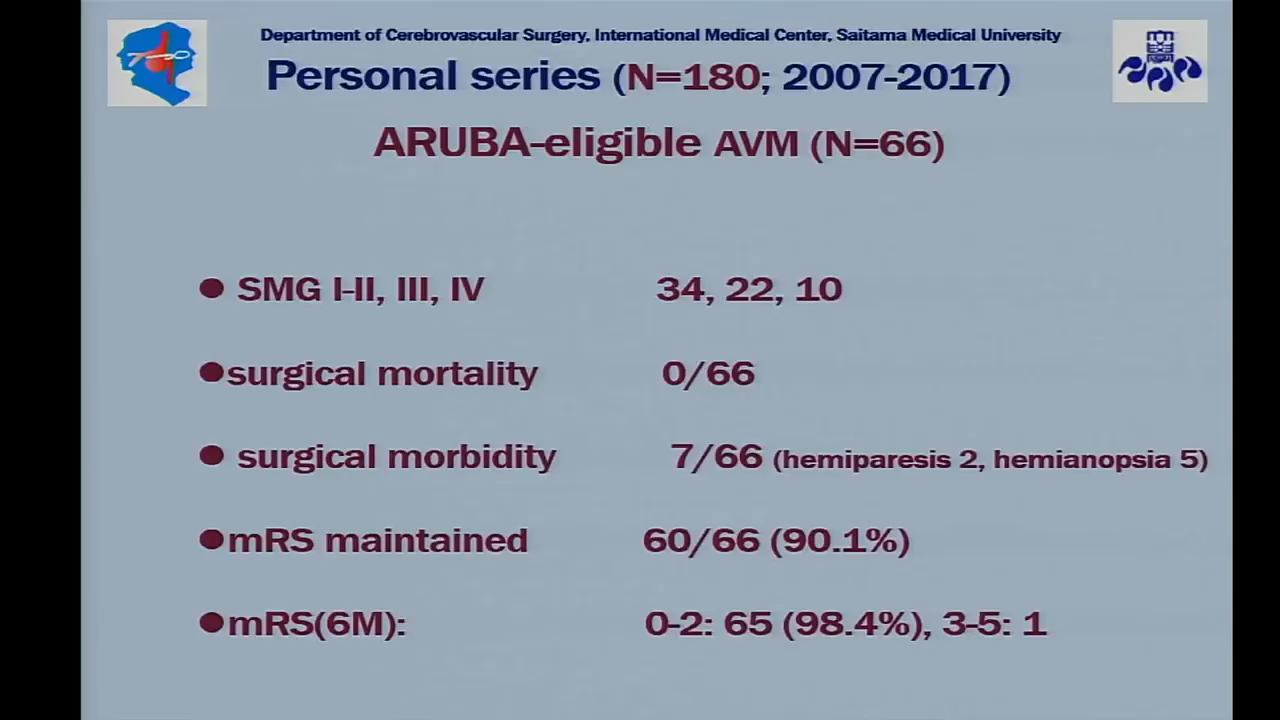 Department of Cerebrovascular Surgery, International Medical Center, Saitama Medical University
Personal series (N=180; 2007-2017)
ARUBA-eligible AVM (N=66)
● SMG I-II, III, IV 34, 22, 10
●surgical mortality 0/66
● surgical morbidity 7/66 (hemiparesis 2, hemianopsia 5)
●mRS maintained 60/66 (90.1%)
●mRS(6M): 0-2: 65 (98.4%), 3-5: 1